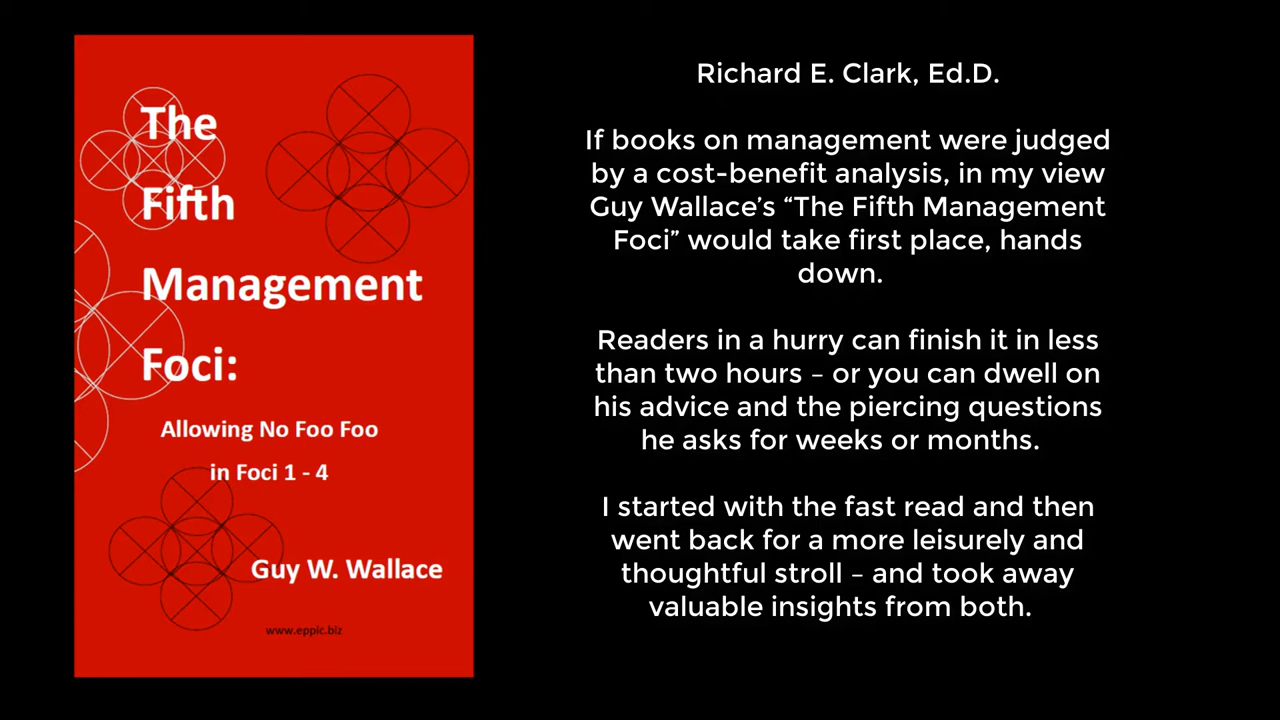 The
Fifth
Management
Foci:
Allowing No Foo Foo
in Foci 1 - 4
Guy W. Wallace
www.eppic.biz
Richard E. Clark, Ed.D.
If books on management were judged
by a cost-benefit analysis, in my view
Guy Wallace’s “The Fifth Management
Foci” would take first place, hands
down.
Readers in a hurry can finish it in less
than two hours – or you can dwell on
his advice and the piercing questions
he asks for weeks or months.
I started with the fast read and then
went back for a more leisurely and
thoughtful stroll – and took away
valuable insights from both.